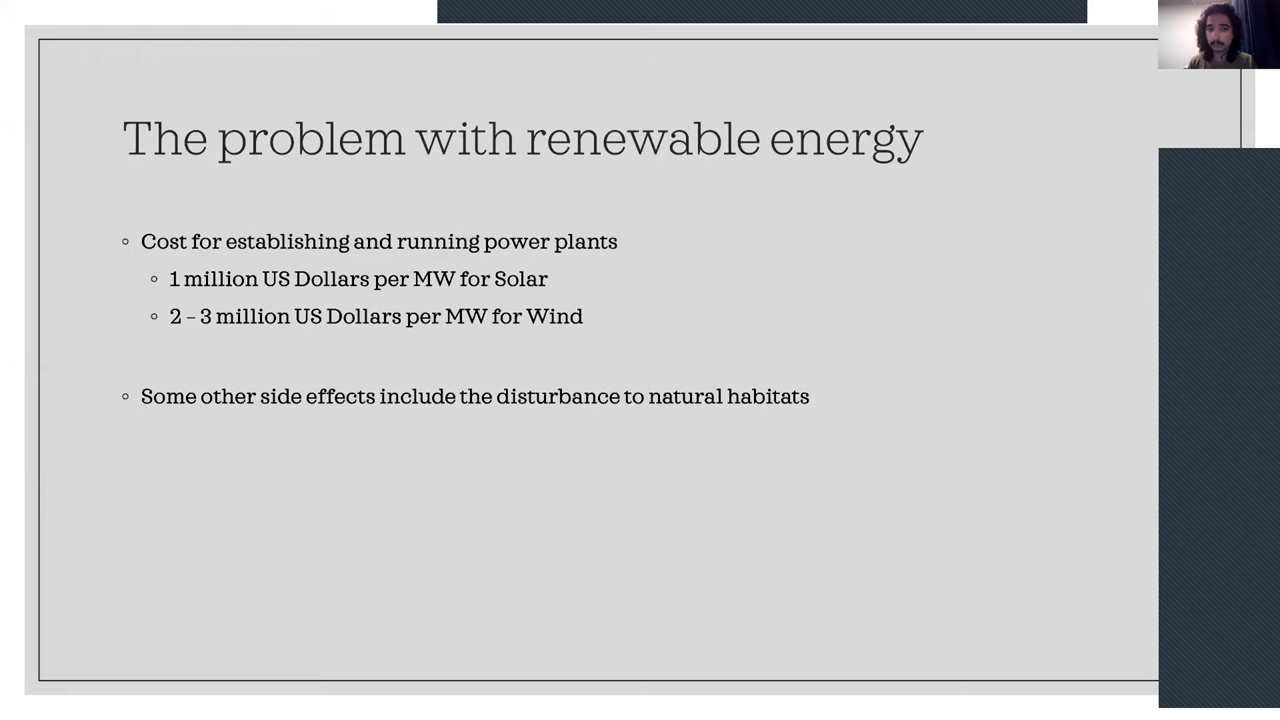 The problem with renewable energy
◦ Cost for establishing and running power plants
◦ 1 million US Dollars per MW for Solar
◦ 2 – 3 million US Dollars per MW for Wind
◦ Some other side effects include the disturbance to natural habitats